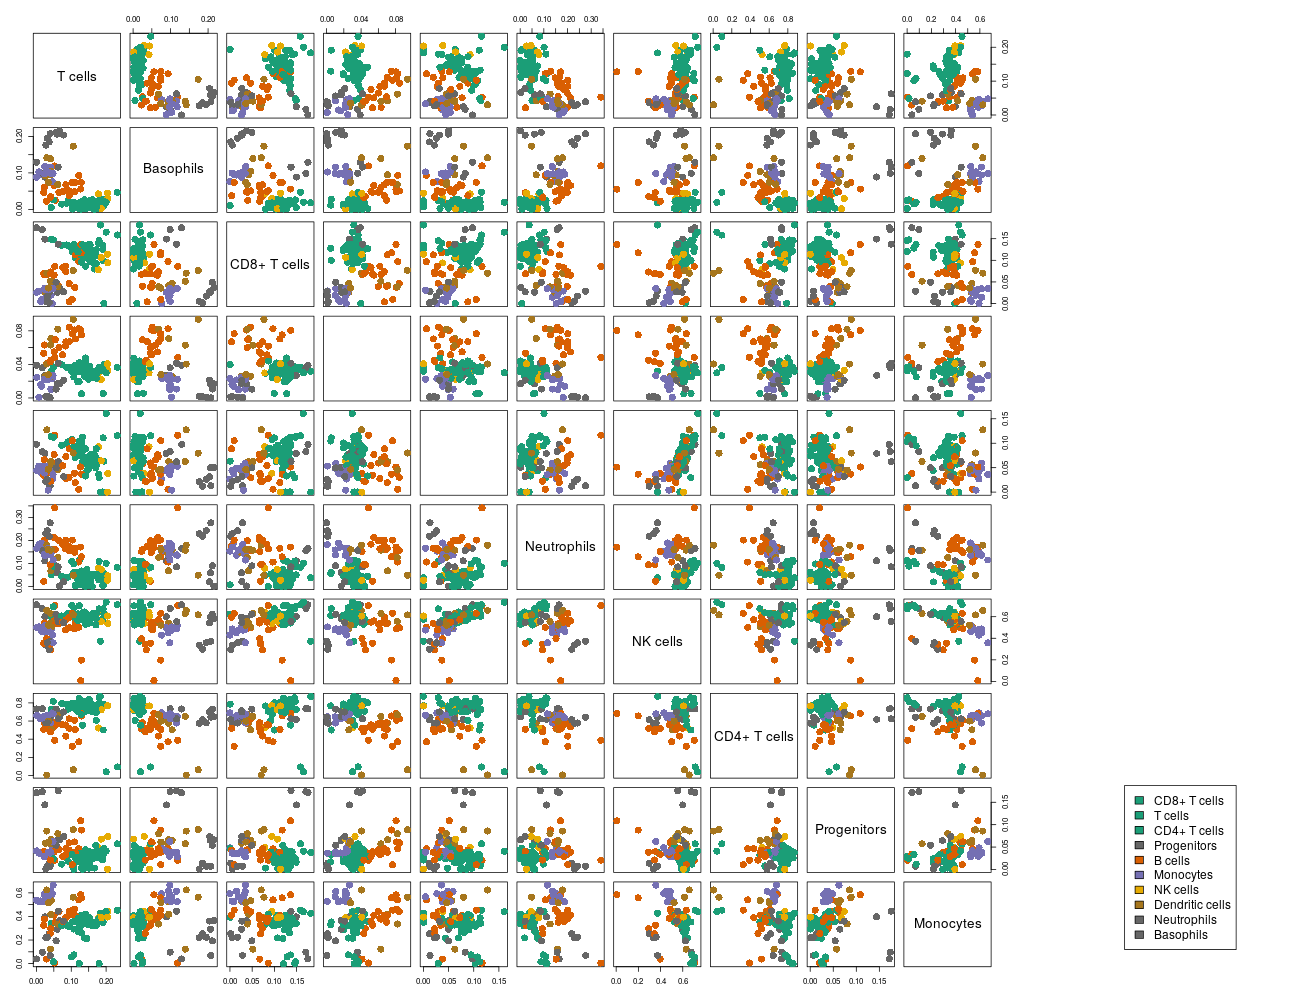 0.00 0.10 0.20 0.00 0.04 0.08 0.00 0.10 0.20 0.30 0.0 0.2 0.4 0.6 0.8 0.0 0.2 0.4 0.6
T cells
0.00 0.10 0.20
Basophils
0.00 0.10 0.20
CD8+ T cells
0.00 0.05 0.10 0.15
0.00 0.04 0.08
0.00 0.05 0.10 0.15
Neutrophils
0.00 0.10 0.20 0.30
NK cells
0.0 0.2 0.4 0.6
CD4+ T cells
0.0 0.2 0.4 0.6 0.8
Progenitors
0.00 0.05 0.10 0.15
Monocytes
0.0 0.2 0.4 0.6
0.00 0.10 0.20 0.00 0.05 0.10 0.15 0.00 0.05 0.10 0.15 0.0 0.2 0.4 0.6 0.00 0.05 0.10 0.15
CD8+ T cells
T cells
CD4+ T cells
Progenitors
B cells
Monocytes
NK cells
Dendritic cells
Neutrophils
Basophils